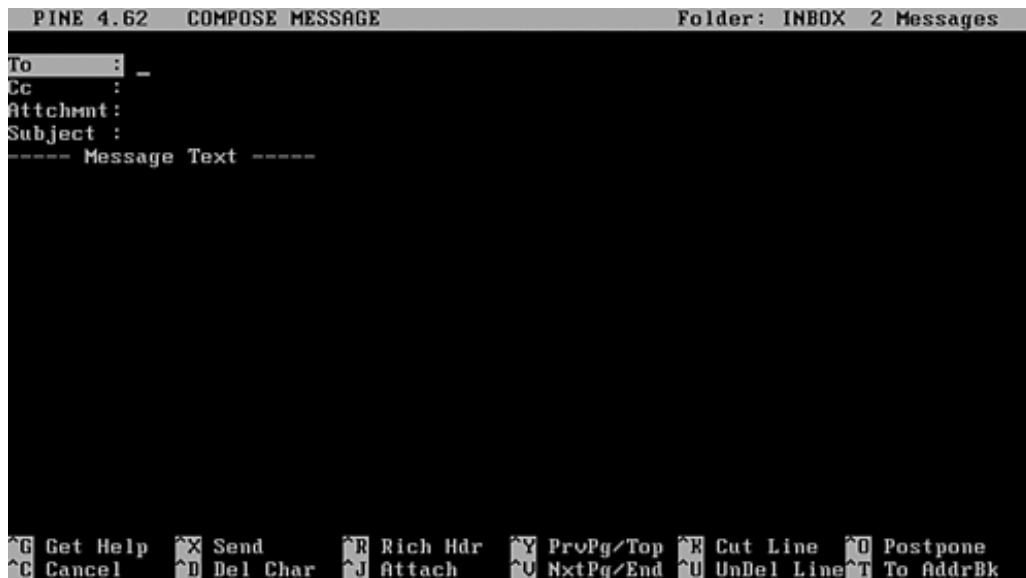 PINE 4.62   COMPOSE MESSAGE   Folder: INBOX  2 Messages
To      :
Cc      :
Attchmnt:
Subject :
----- Message Text -----
^G Get Help  ^X Send  ^R Rich Hdr  ^Y PrvPg/Top  ^K Cut Line  ^O Postpone
^C Cancel  ^D Del Char  ^J Attach  ^V NxtPg/End  ^U UnDel Line  ^T To AddrBk